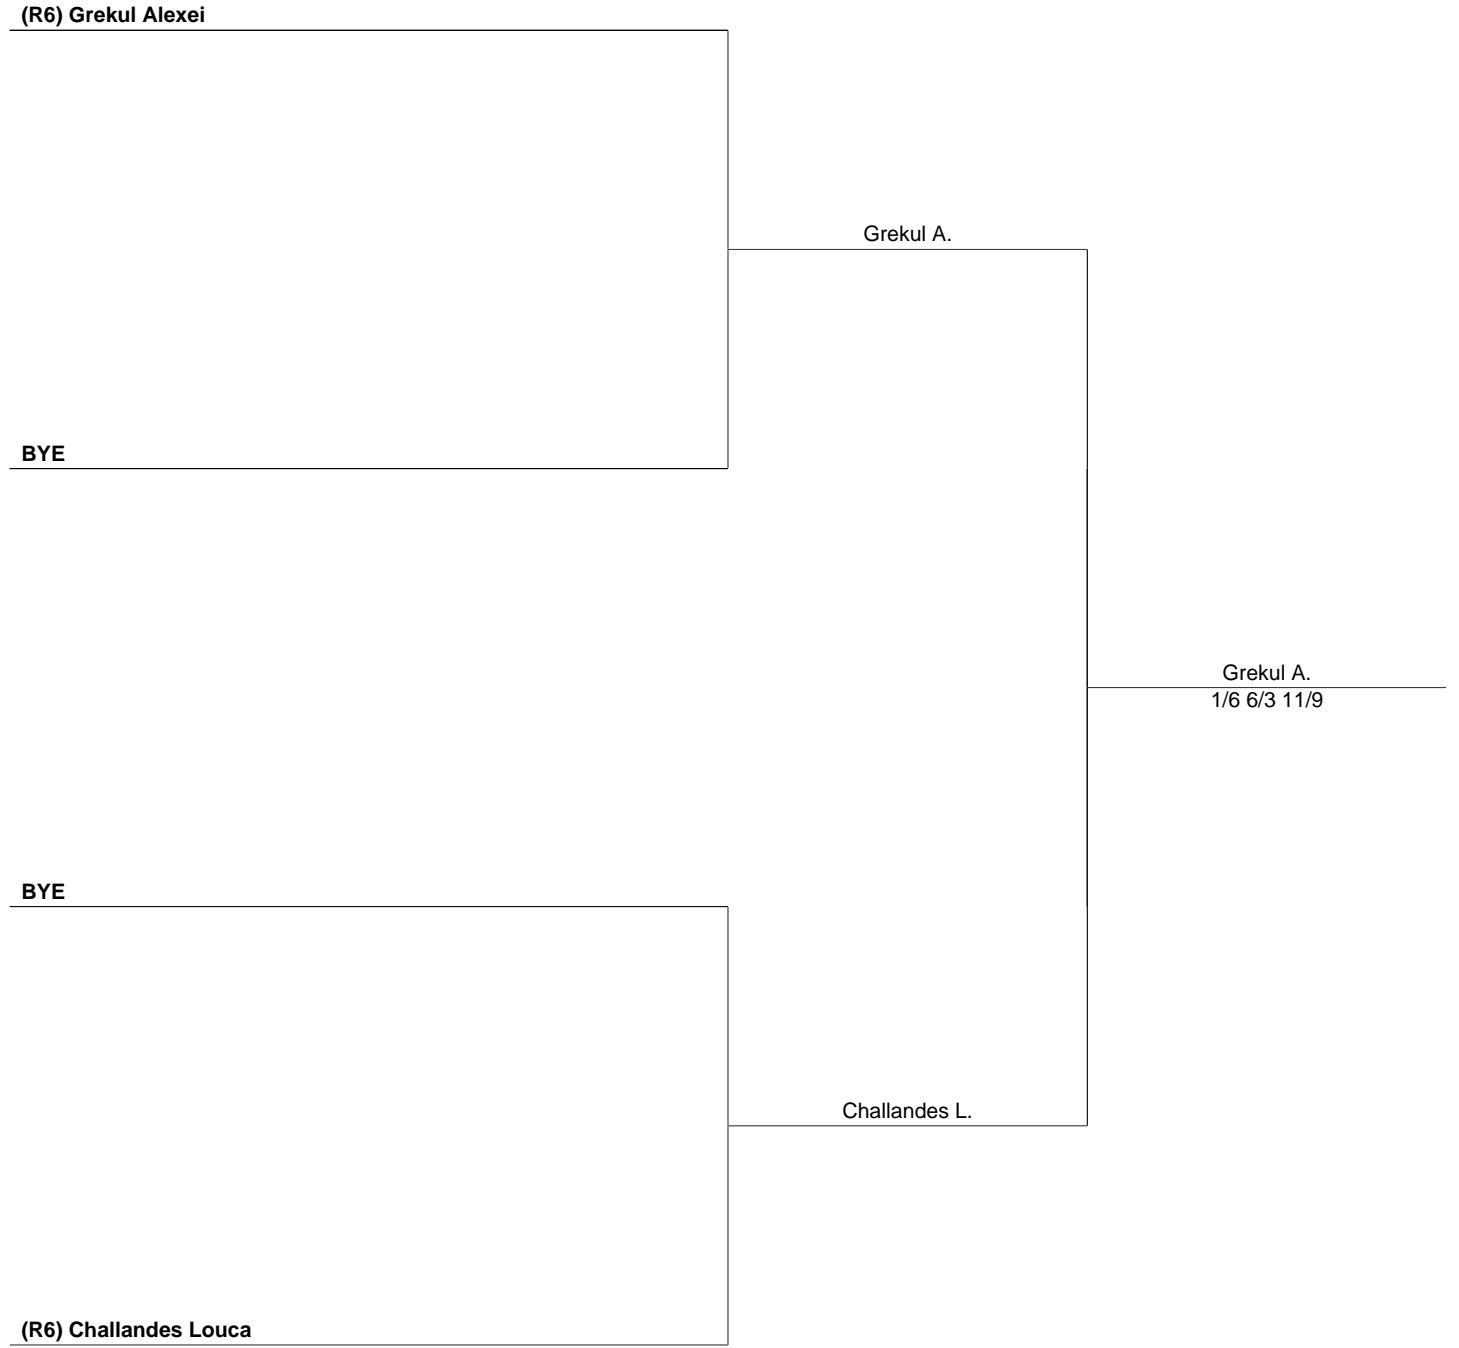 (R6) Grekul Alexei
Grekul A.
BYE
Grekul A.
1/6 6/3 11/9
BYE
Challandes L.
(R6) Challandes Louca